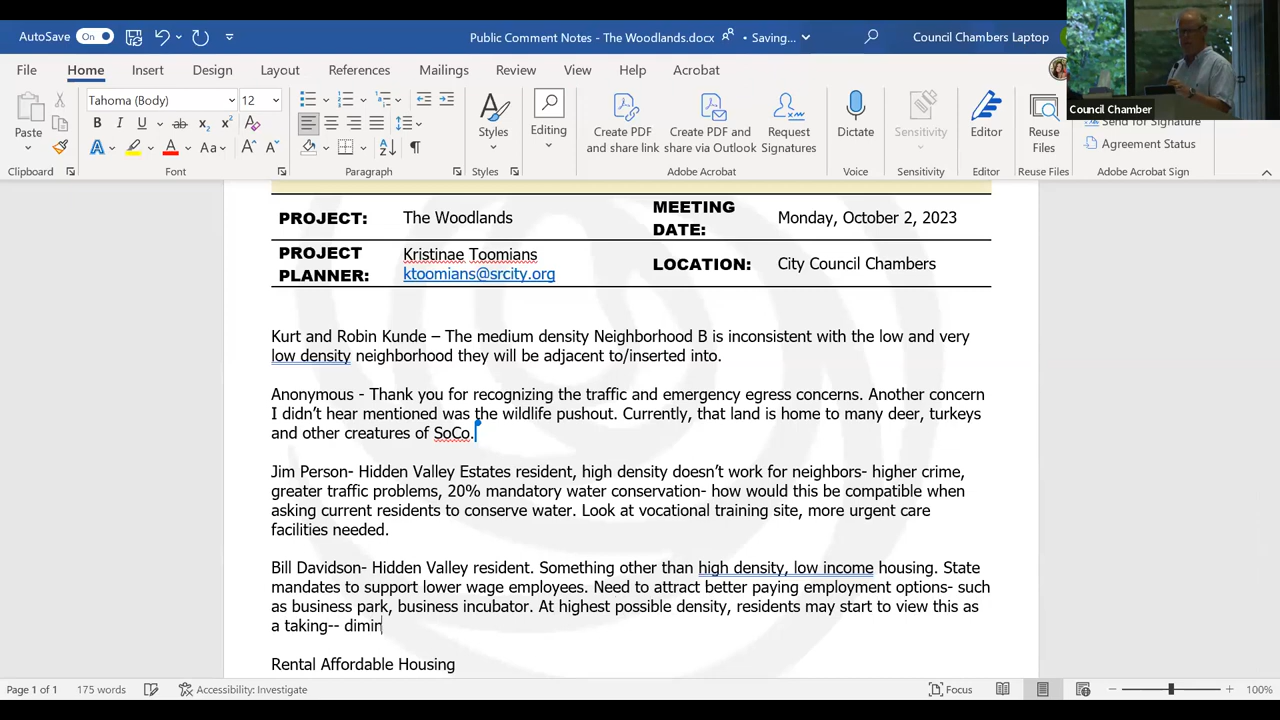 AutoSave On
Public Comment Notes - The Woodlands.docx • Saving...
Council Chambers Laptop
Council Chamber
File Home Insert Design Layout References Mailings Review View Help Acrobat
Tahoma (Body) 12
Paste
Styles
Editing
Create PDF and share link
Create PDF and share via Outlook
Request Signatures
Dictate
Sensitivity
Editor
Reuse Files
Send for Signature
Agreement Status
Clipboard Font Paragraph Styles Adobe Acrobat Voice Sensitivity Editor Reuse Files Adobe Acrobat Sign
PROJECT: The Woodlands MEETING DATE: Monday, October 2, 2023
PROJECT PLANNER: Kristinae Toomians ktoomians@srcity.org LOCATION: City Council Chambers
Kurt and Robin Kunde – The medium density Neighborhood B is inconsistent with the low and very
low density neighborhood they will be adjacent to/inserted into.
Anonymous - Thank you for recognizing the traffic and emergency egress concerns. Another concern
I didn’t hear mentioned was the wildlife pushout. Currently, that land is home to many deer, turkeys
and other creatures of SoCo.
Jim Person- Hidden Valley Estates resident, high density doesn’t work for neighbors- higher crime,
greater traffic problems, 20% mandatory water conservation- how would this be compatible when
asking current residents to conserve water. Look at vocational training site, more urgent care
facilities needed.
Bill Davidson- Hidden Valley resident. Something other than high density, low income housing. State
mandates to support lower wage employees. Need to attract better paying employment options- such
as business park, business incubator. At highest possible density, residents may start to view this as
a taking-- dimin
Rental Affordable Housing
Page 1 of 1 175 words Accessibility: Investigate Focus 100%